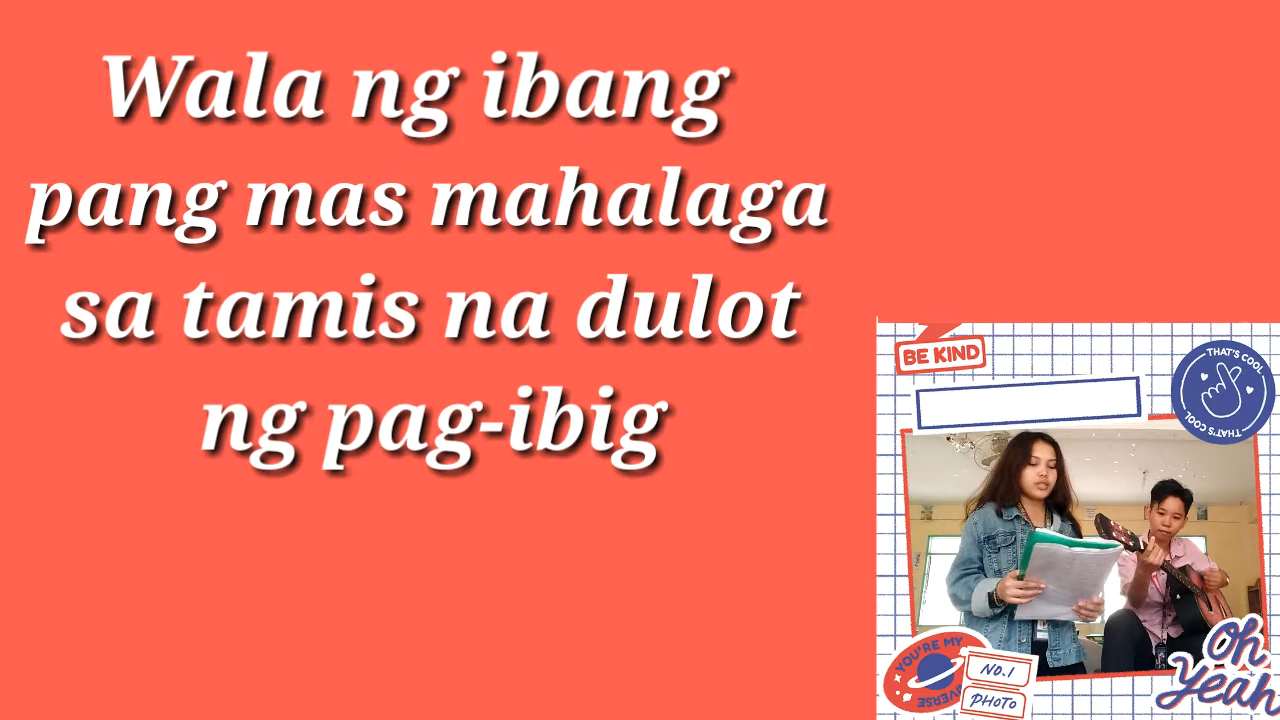 Wala ng ibang
pang mas mahalaga
sa tamis na dulot
ng pag-ibig
BE KIND
THAT'S COOL
THAT'S COOL
YOU'RE MY
NO.1
PHOTO
Oh
Yeah